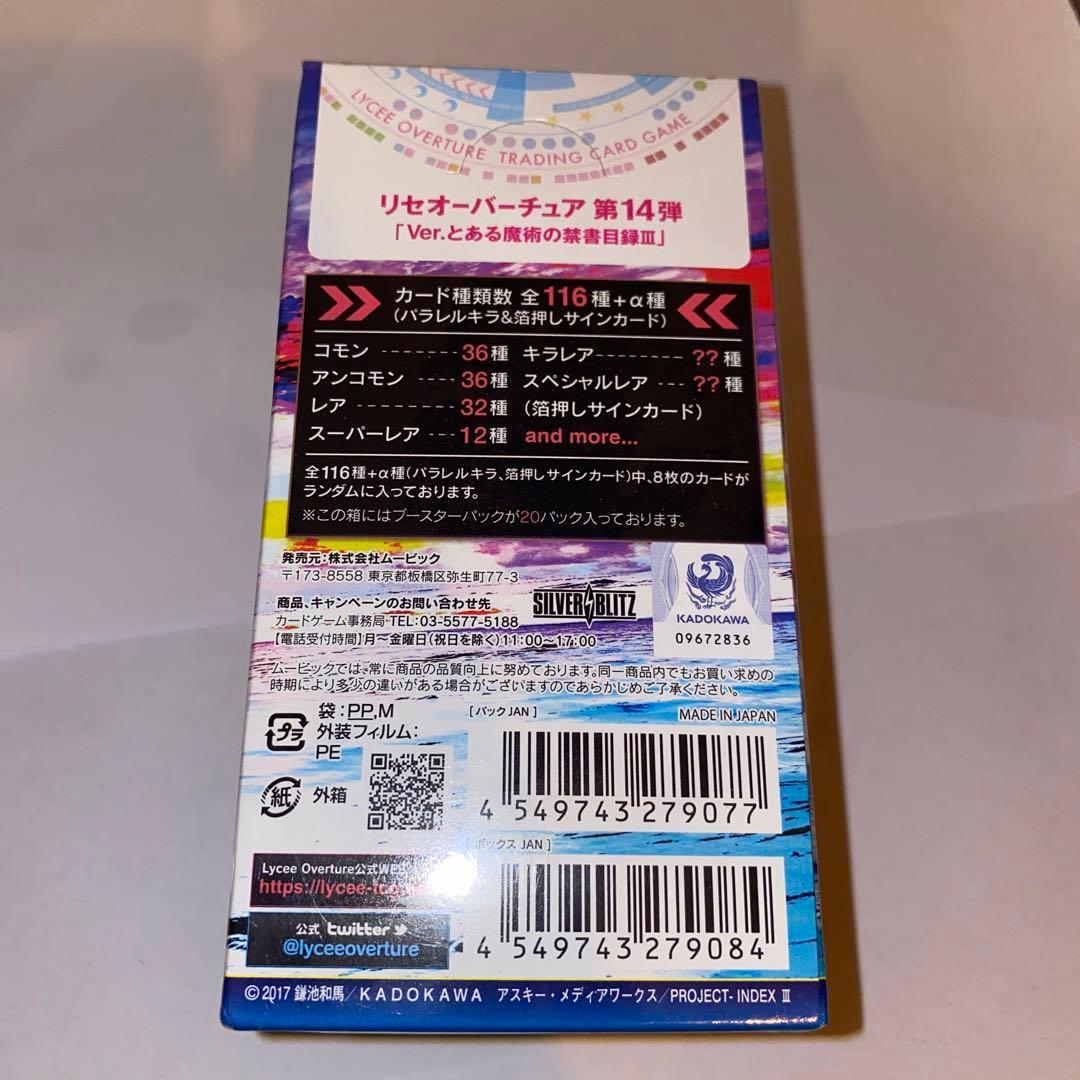 LYCEE OVERTURE TRADING CARD GAME
リセオーバーチュア 第14弾
「Ver.とある魔術の禁書目録Ⅲ」
カード種類数 全116種+α種
(パラレルキラ&箔押しサインカード)
コモン -------36種 キラレア-------- ??種
アンコモン ----36種 スペシャルレア --- ??種
レア --------32種 (箔押しサインカード)
スーパーレア ---12種 and more...
全116種+α種(パラレルキラ、箔押しサインカード)中、8枚のカードが
ランダムに入っております。
※この箱にはブースターパックが20パック入っております。
発売元:株式会社ムービック
〒173-8558 東京都板橋区弥生町77-3
商品、キャンペーンのお問い合わせ先
カードゲーム事務局 TEL:03-5577-5188
【電話受付時間】月~金曜日(祝日を除く)11:00~17:00
SILVER BLITZ
KADOKAWA
09672836
ムービックでは、常に商品の品質向上に努めております。同一商品内でもお買い求めの
時期により多少の違いがある場合がございますのであらかじめご了承ください。
プラ
袋:PP,M
外装フィルム:
PE
紙 外箱
[パックJAN]
MADE IN JAPAN
4 549743 279077
[ボックス JAN]
4 549743 279084
Lycee Overture公式WE
https://lycee-tcg
公式 twitter
@lyceeoverture
©2017 鎌池和馬/KADOKAWA アスキー・メディアワークス/PROJECT-INDEX Ⅲ